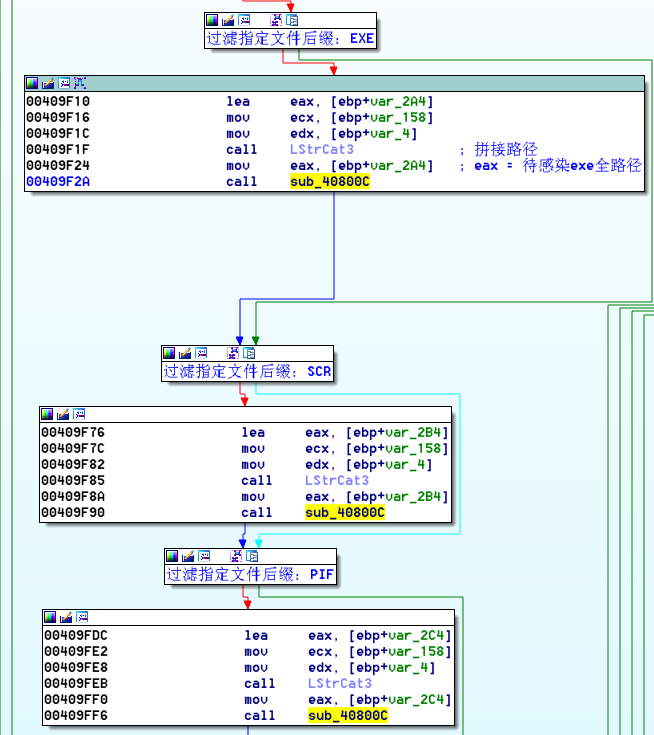 过滤指定文件后缀: EXE
00409F10 lea eax, [ebp+var_2A4]
00409F16 mov ecx, [ebp+var_158]
00409F1C mov edx, [ebp+var_4]
00409F1F call LStrCat3 ; 拼接路径
00409F24 mov eax, [ebp+var_2A4] ; eax = 待感染exe全路径
00409F2A call sub_40800C
过滤指定文件后缀: SCR
00409F76 lea eax, [ebp+var_2B4]
00409F7C mov ecx, [ebp+var_158]
00409F82 mov edx, [ebp+var_4]
00409F85 call LStrCat3
00409F8A mov eax, [ebp+var_2B4]
00409F90 call sub_40800C
过滤指定文件后缀: PIF
00409FDC lea eax, [ebp+var_2C4]
00409FE2 mov ecx, [ebp+var_158]
00409FE8 mov edx, [ebp+var_4]
00409FEB call LStrCat3
00409FF0 mov eax, [ebp+var_2C4]
00409FF6 call sub_40800C